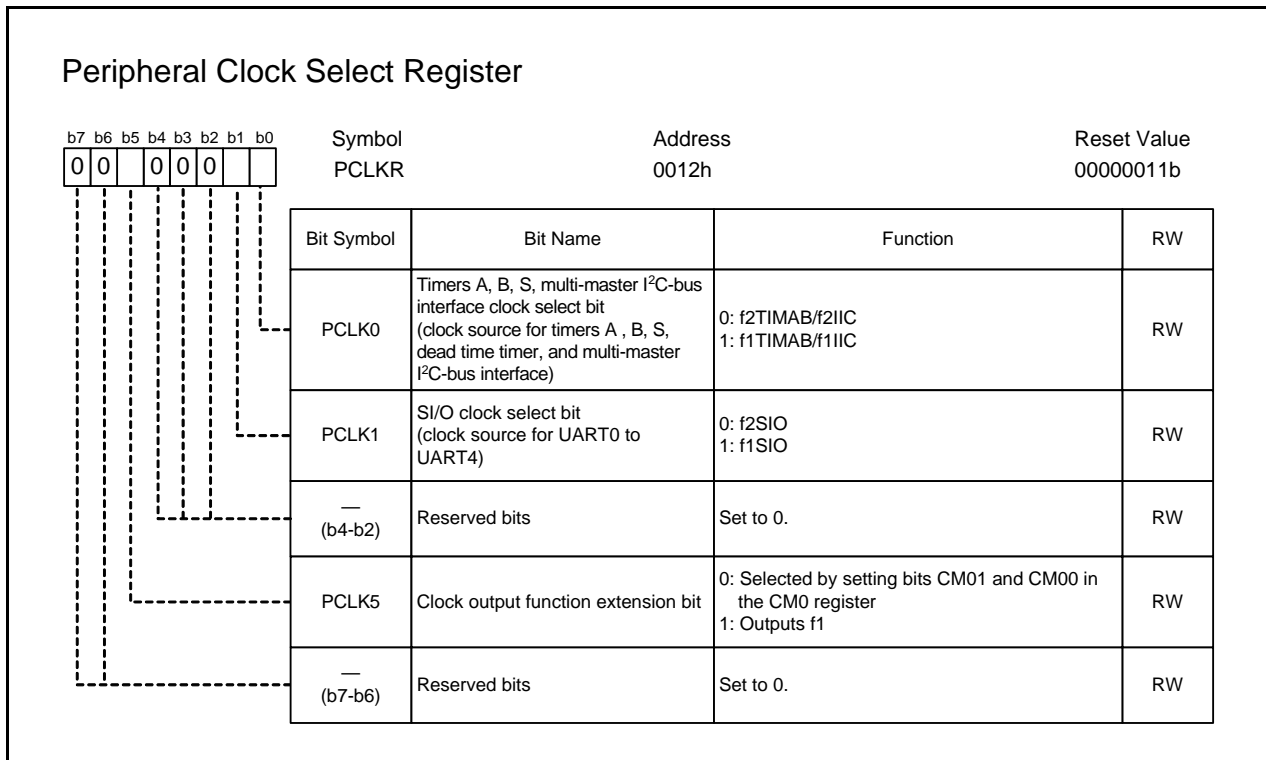 Peripheral Clock Select Register
b7 b6 b5 b4 b3 b2 b1 b0
Symbol Address Reset Value
0 0 0 0 0
PCLKR 0012h 00000011b
Bit Symbol Bit Name Function RW
PCLK0
Timers A, B, S, multi-master I²C-bus
interface clock select bit
(clock source for timers A , B, S,
dead time timer, and multi-master
I²C-bus interface)
0: f2TIMAB/f2IIC
1: f1TIMAB/f1IIC
RW
PCLK1
SI/O clock select bit
(clock source for UART0 to
UART4)
0: f2SIO
1: f1SIO
RW
—
(b4-b2)
Reserved bits
Set to 0.
RW
PCLK5
Clock output function extension bit
0: Selected by setting bits CM01 and CM00 in
the CM0 register
1: Outputs f1
RW
—
(b7-b6)
Reserved bits
Set to 0.
RW